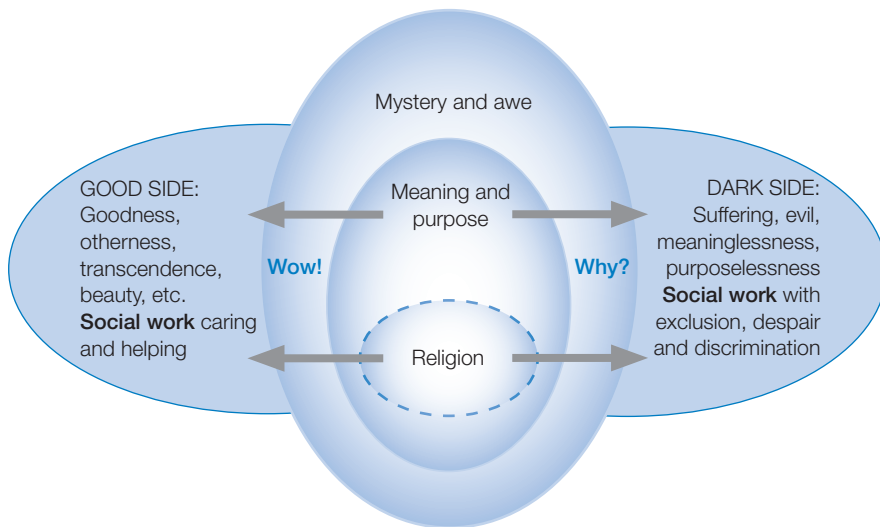 Mystery and awe
GOOD SIDE:
Goodness,
otherness,
transcendence,
beauty, etc.
Social work caring
and helping
Wow!
Meaning and
purpose
Religion
Why?
DARK SIDE:
Suffering, evil,
meaninglessness,
purposelessness
Social work with
exclusion, despair
and discrimination